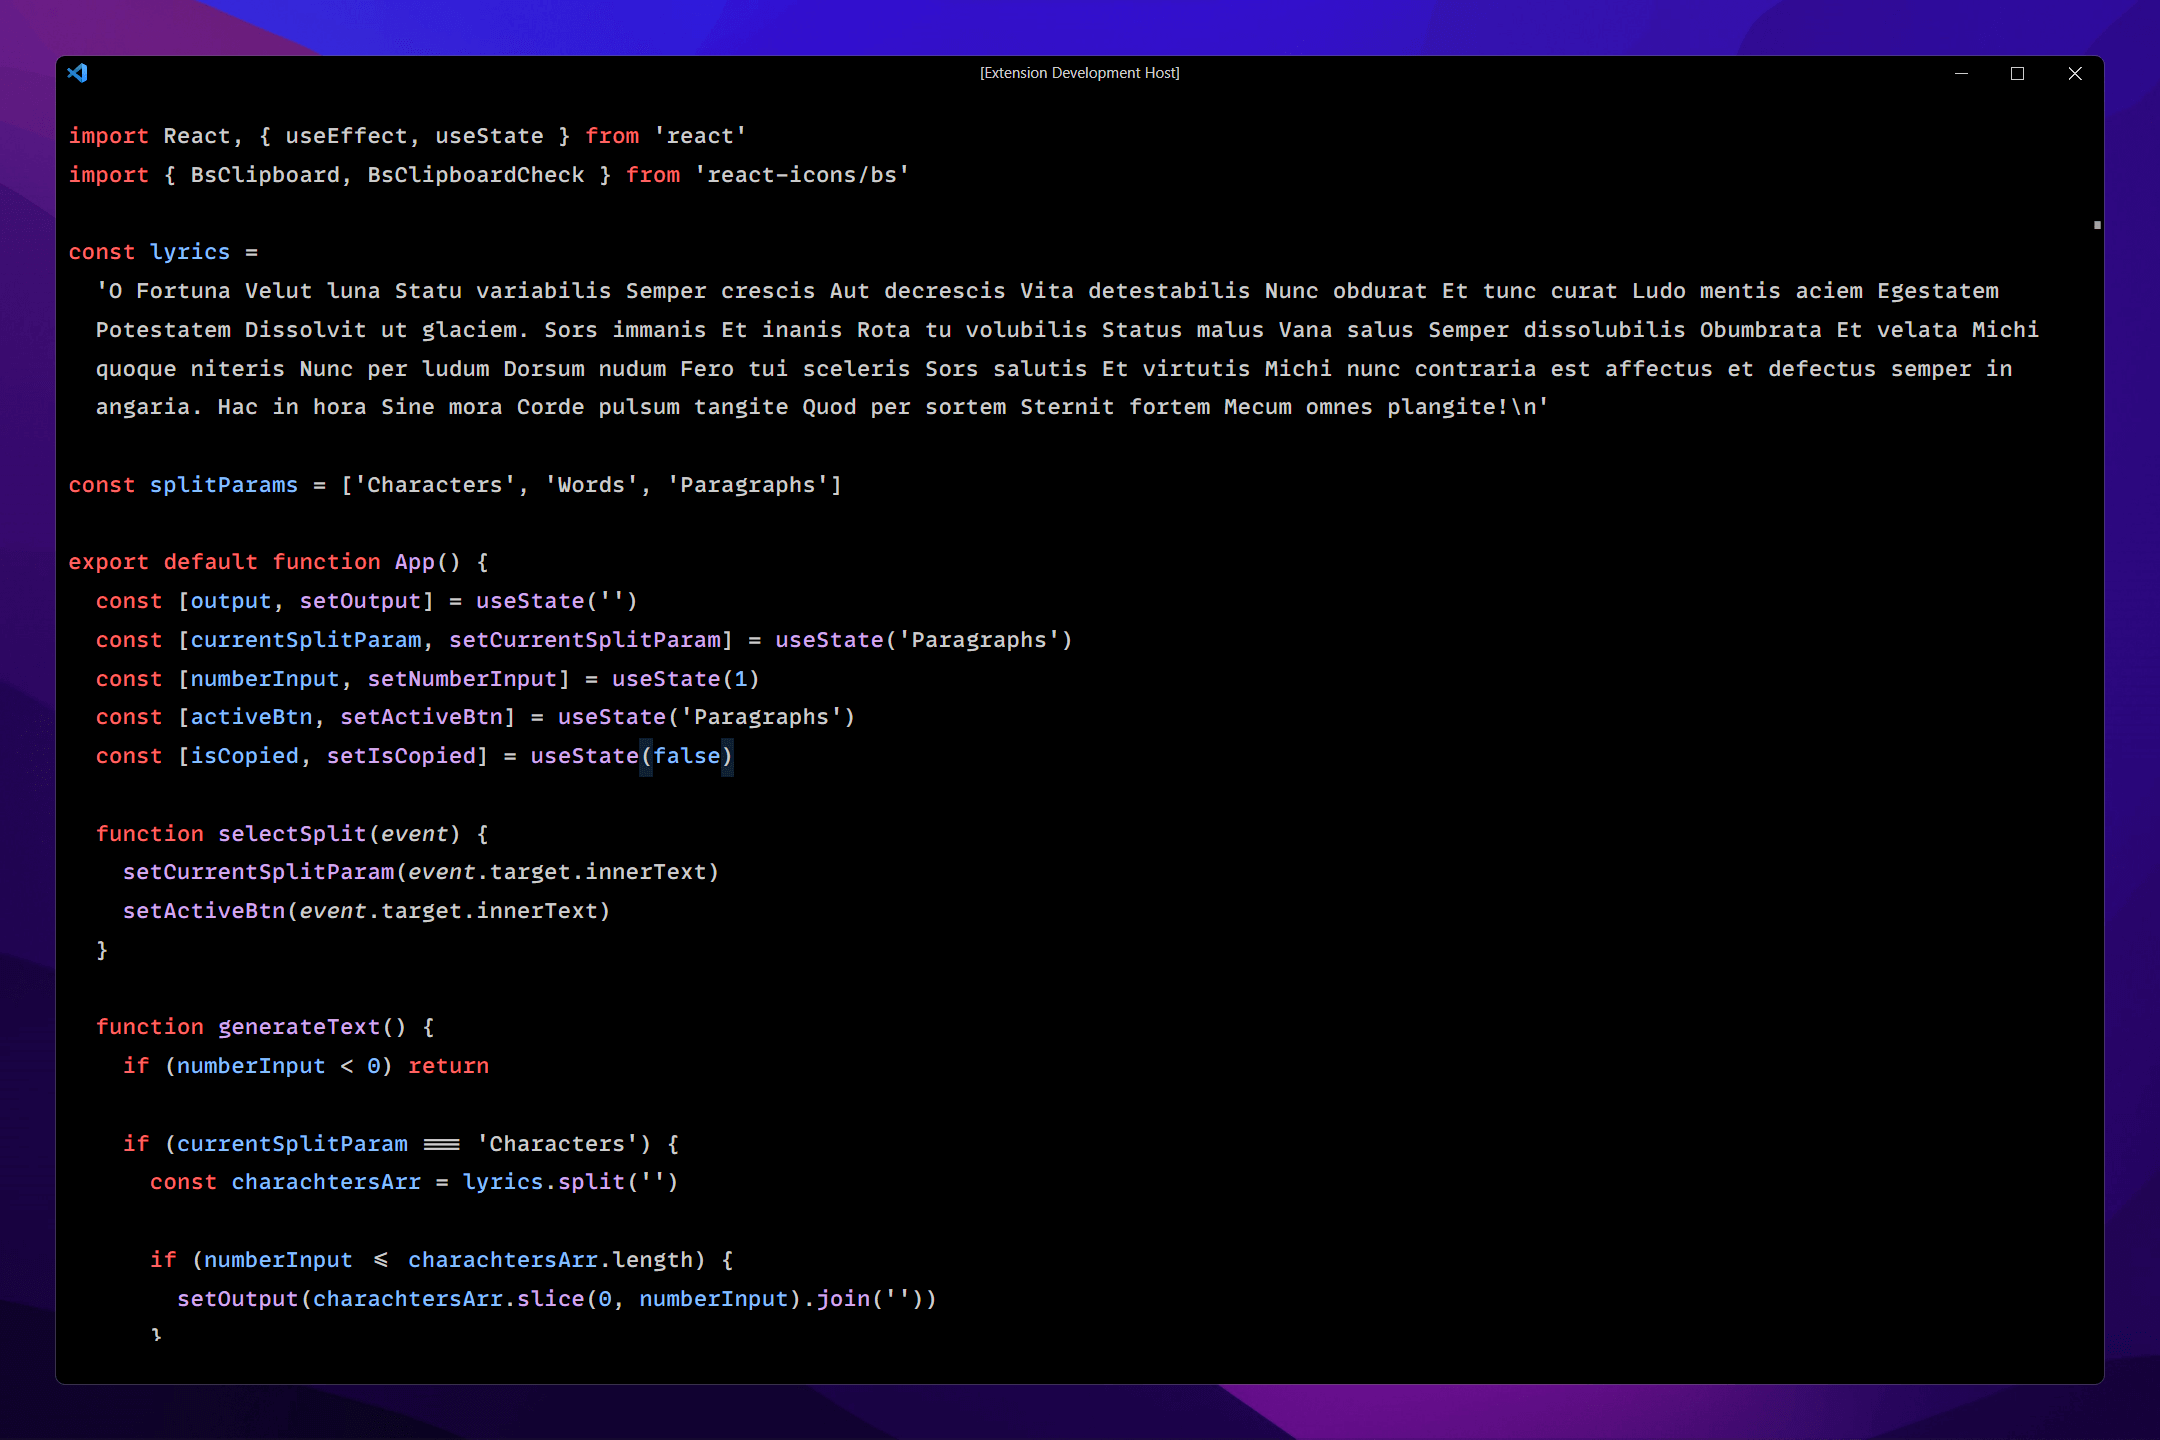 [Extension Development Host]
import React, { useEffect, useState } from 'react'
import { BsClipboard, BsClipboardCheck } from 'react-icons/bs'
const lyrics =
'O Fortuna Velut luna Statu variabilis Semper crescis Aut decrescis Vita detestabilis Nunc obdurat Et tunc curat Ludo mentis aciem Egestatem
Potestatem Dissolvit ut glaciem. Sors immanis Et inanis Rota tu volubilis Status malus Vana salus Semper dissolubilis Obumbrata Et velata Michi
quoque niteris Nunc per ludum Dorsum nudum Fero tui sceleris Sors salutis Et virtutis Michi nunc contraria est affectus et defectus semper in
angaria. Hac in hora Sine mora Corde pulsum tangite Quod per sortem Sternit fortem Mecum omnes plangite!\n'
const splitParams = ['Characters', 'Words', 'Paragraphs']
export default function App() {
const [output, setOutput] = useState('')
const [currentSplitParam, setCurrentSplitParam] = useState('Paragraphs')
const [numberInput, setNumberInput] = useState(1)
const [activeBtn, setActiveBtn] = useState('Paragraphs')
const [isCopied, setIsCopied] = useState(false)
function selectSplit(event) {
setCurrentSplitParam(event.target.innerText)
setActiveBtn(event.target.innerText)
}
function generateText() {
if (numberInput < 0) return
if (currentSplitParam === 'Characters') {
const charachtersArr = lyrics.split('')
if (numberInput <= charachtersArr.length) {
setOutput(charachtersArr.slice(0, numberInput).join(''))
}